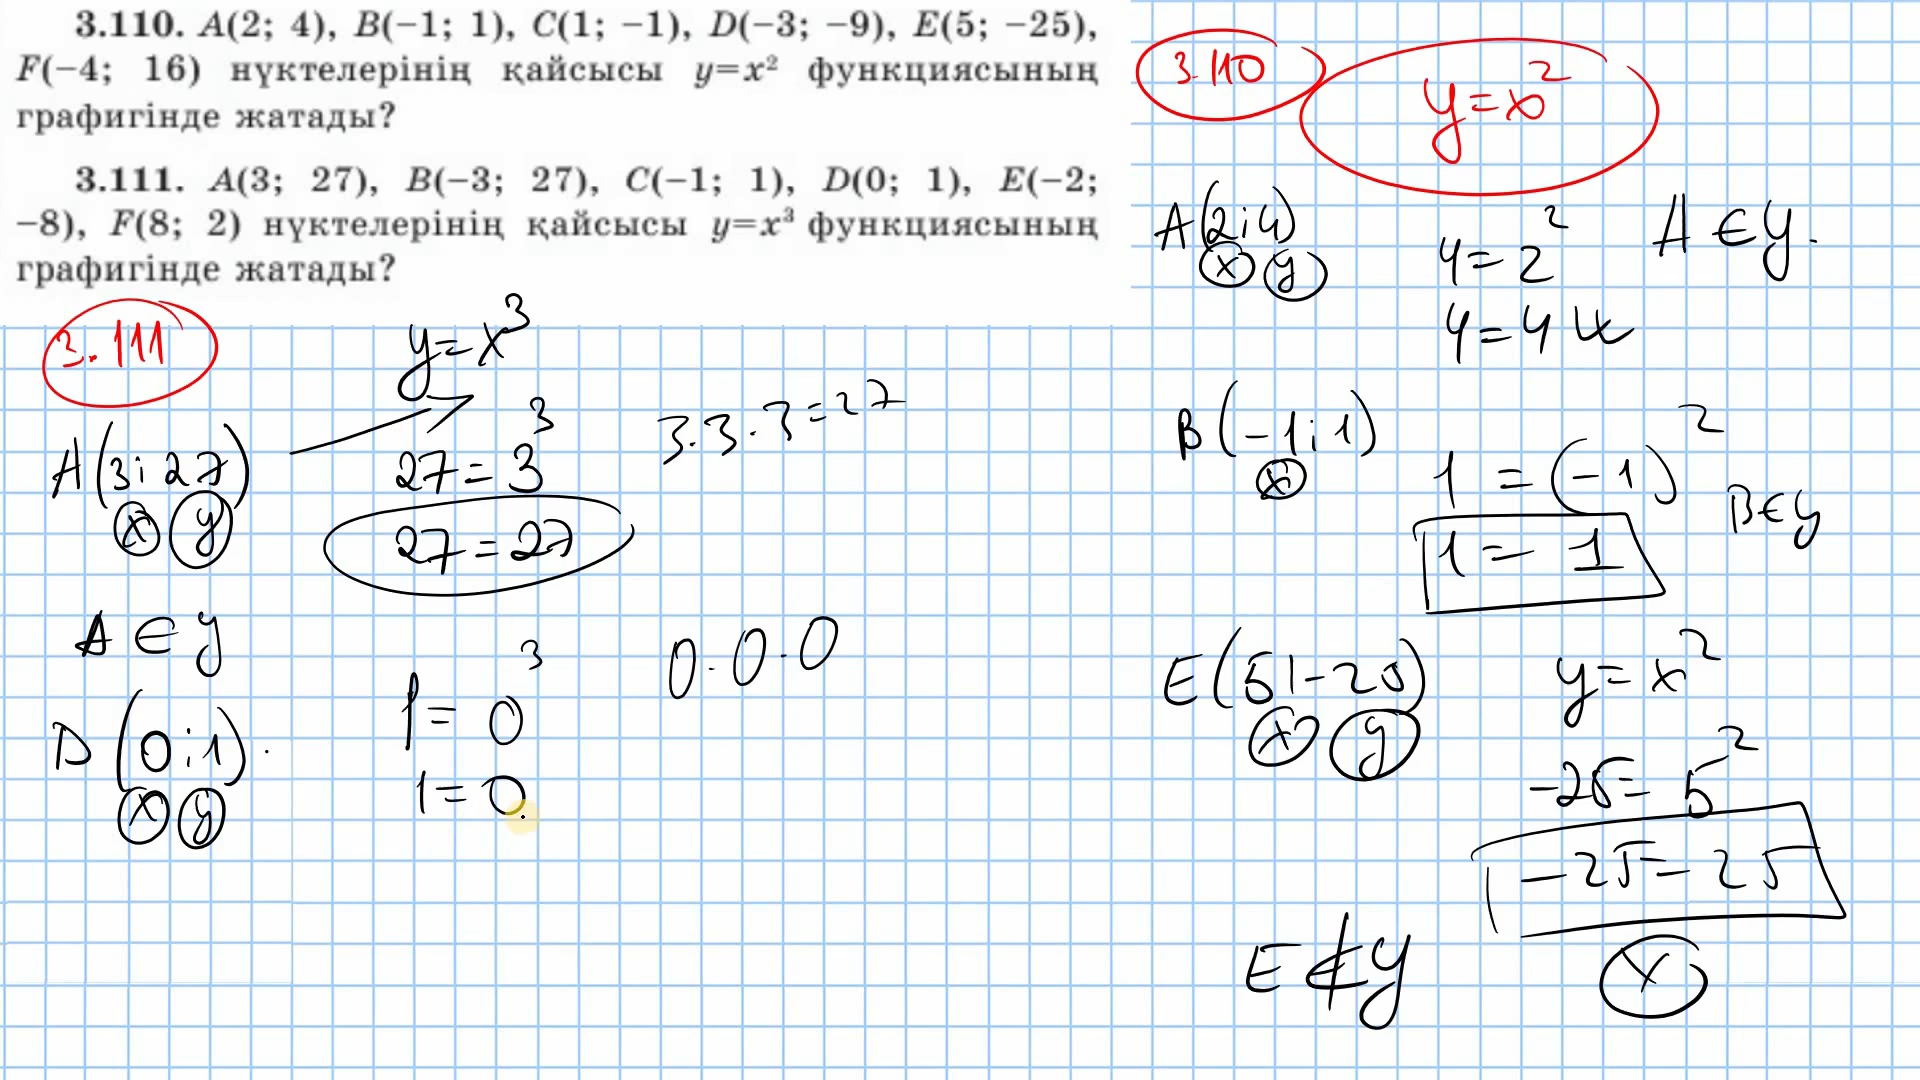 3.110. A(2; 4), B(−1; 1), C(1; −1), D(−3; −9), E(5; −25),
F(−4; 16) нүктелерінің қайсысы y=x² функциясының
графигінде жатады?
3.111. A(3; 27), B(−3; 27), C(−1; 1), D(0; 1), E(−2;
−8), F(8; 2) нүктелерінің қайсысы y=x³ функциясының
графигінде жатады?
3.111
y=x³
A(3; 27)
x y
27=3³
3·3·3=27
27=27
A∈y
D(0;1).
x y
1=0³
0·0·0
1=0
3.110
y=x²
A(2;4)
x y
4=2²
A∈y.
4=4
B(-1;1)
x
1=(-1)²
B∈y
1=1
E(5;-25)
x y
y=x²
-25=5²
-25=25
E∉y
x